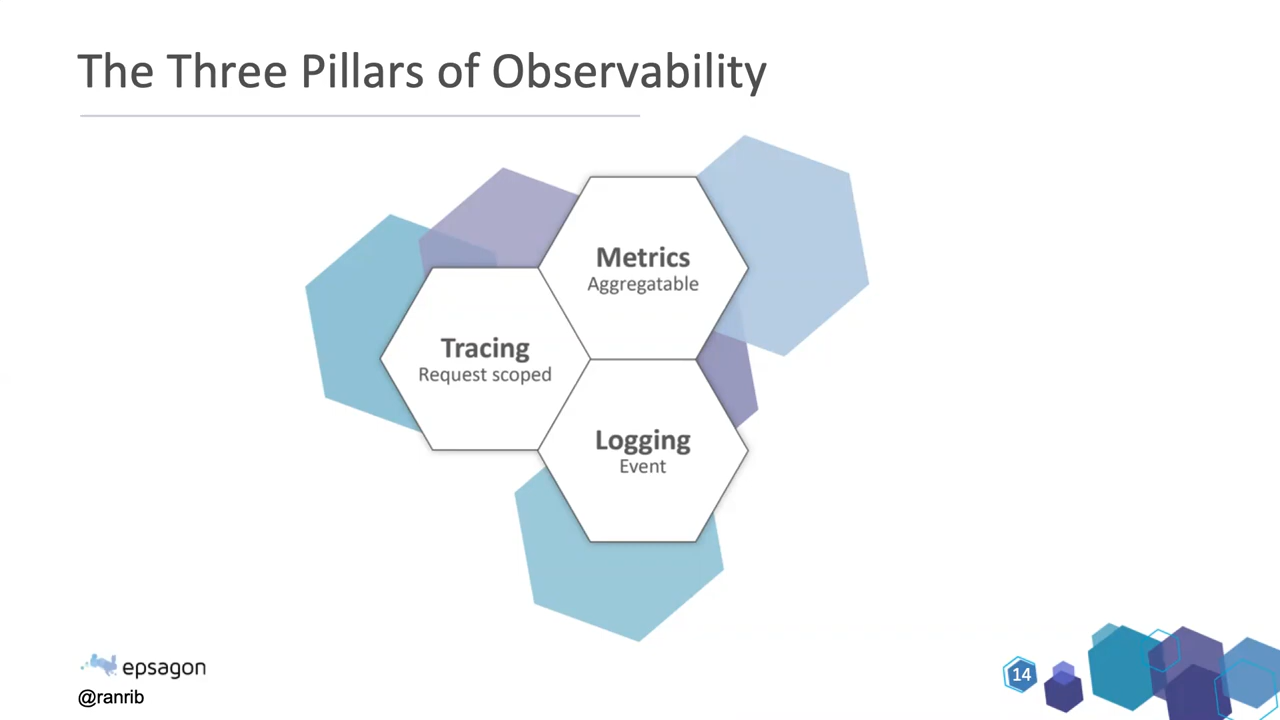 The Three Pillars of Observability
Metrics
Aggregatable
Tracing
Request scoped
Logging
Event
epsagon
@ranrib
14